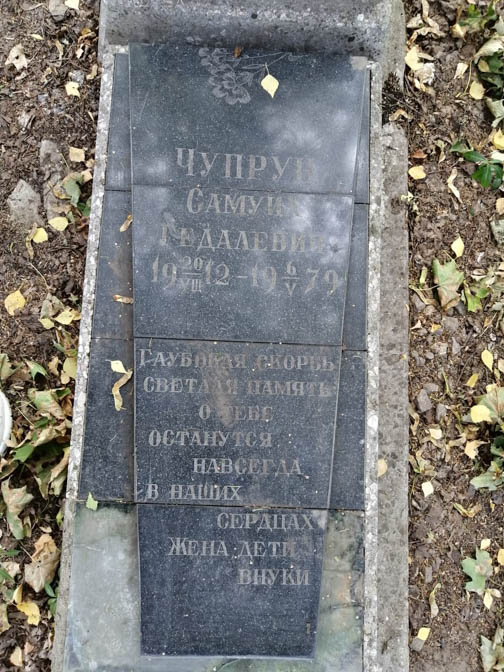 ЧУПРУН
САМУИЛ
ГЕДАЛЕВИЧ
19 20/VIII 12 - 19 6/V 79
ГЛУБОКАЯ СКОРБЬ
СВЕТЛАЯ ПАМЯТЬ
О ТЕБЕ
ОСТАНУТСЯ
НАВСЕГДА
В НАШИХ
СЕРДЦАХ
ЖЕНА, ДЕТИ,
ВНУКИ